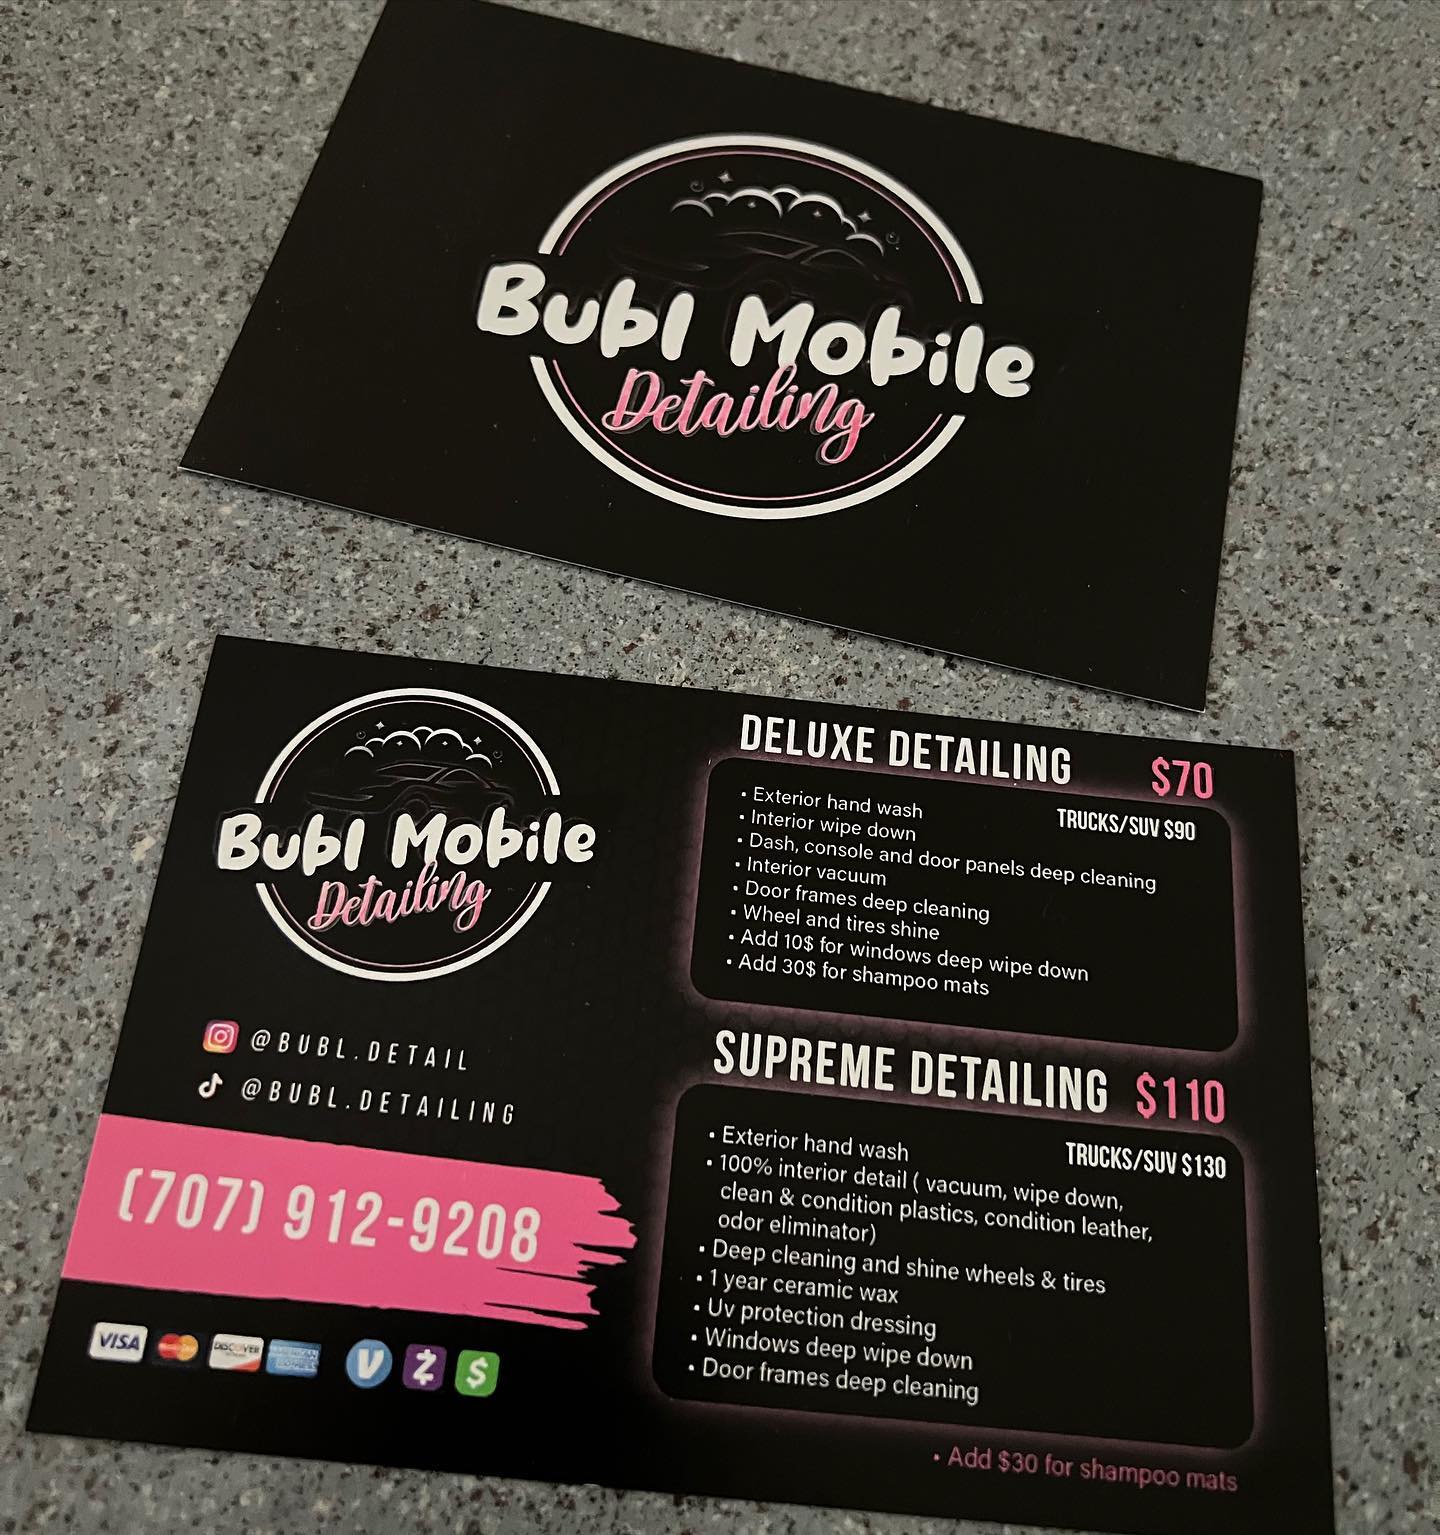 Bubl Mobile
Detailing
Bubl Mobile
Detailing
@BUBL.DETAIL
@BUBL.DETAILING
(707) 912-9208
VISA
DISCOVER
AMERICAN
EXPRESS
DELUXE DETAILING $70
TRUCKS/SUV $90
• Exterior hand wash
• Interior wipe down
• Dash, console and door panels deep cleaning
• Interior vacuum
• Door frames deep cleaning
• Wheel and tires shine
• Add 10$ for windows deep wipe down
• Add 30$ for shampoo mats
SUPREME DETAILING $110
TRUCKS/SUV $130
• Exterior hand wash
• 100% interior detail ( vacuum, wipe down,
clean & condition plastics, condition leather,
odor eliminator)
• Deep cleaning and shine wheels & tires
• 1 year ceramic wax
• Uv protection dressing
• Windows deep wipe down
• Door frames deep cleaning
• Add $30 for shampoo mats